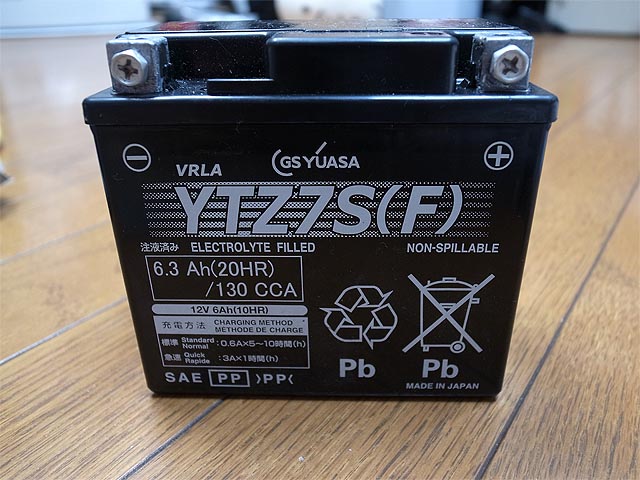 GS YUASA
VRLA
YTZ7S(F)
注液済み ELECTROLYTE FILLED NON-SPILLABLE
6.3 Ah(20HR)
/130 CCA
12V 6Ah(10HR)
充電方法 CHARGING METHOD
METHODE DE CHARGE
標準 Standard Normal : 0.6A×5~10時間(h)
急速 Quick Rapide : 3A×1時間(h)
SAE PP >PP<
Pb
Pb
MADE IN JAPAN